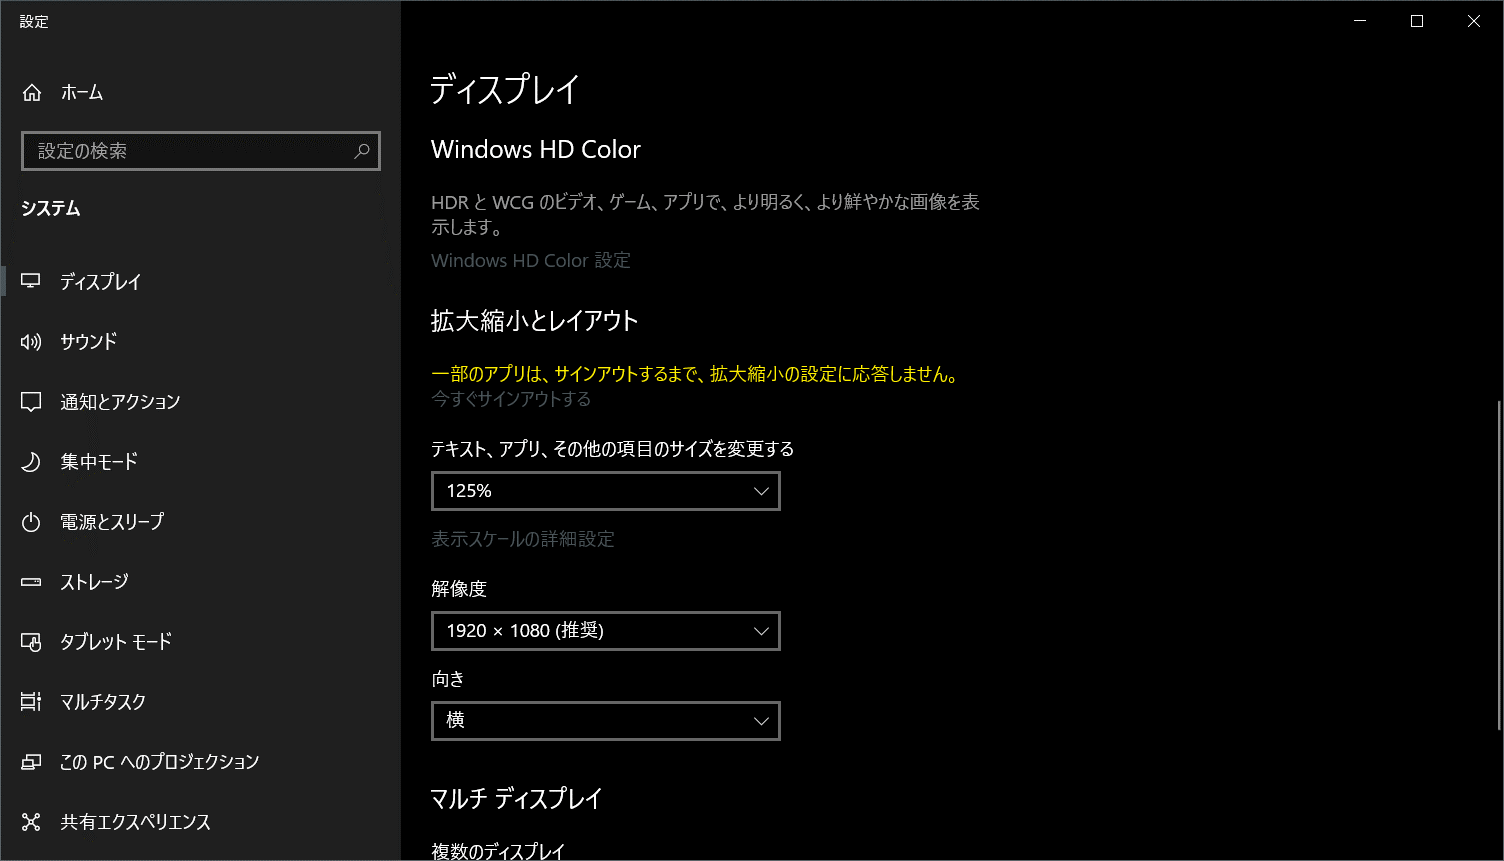 設定
ホーム
設定の検索
システム
ディスプレイ
サウンド
通知とアクション
集中モード
電源とスリープ
ストレージ
タブレット モード
マルチタスク
この PC へのプロジェクション
共有エクスペリエンス
ディスプレイ
Windows HD Color
HDR と WCG のビデオ、ゲーム、アプリで、より明るく、より鮮やかな画像を表
示します。
Windows HD Color 設定
拡大縮小とレイアウト
一部のアプリは、サインアウトするまで、拡大縮小の設定に応答しません。
今すぐサインアウトする
テキスト、アプリ、その他の項目のサイズを変更する
125%
表示スケールの詳細設定
解像度
1920 × 1080 (推奨)
向き
横
マルチ ディスプレイ
複数のディスプレイ